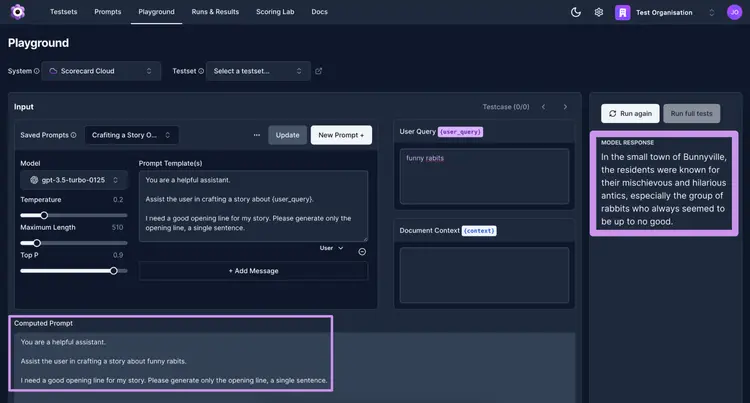 Testsets Prompts Playground Runs & Results Scoring Lab Docs Test Organisation JO
Playground
System Scorecard Cloud Testset Select a testset...
Input Testcase (0/0)
Saved Prompts Crafiting a Story O... ... Update New Prompt +
Model
gpt-3.5-turbo-0125
Temperature 0.2
Maximum Length 510
Top P 0.9
Prompt Template(s)
You are a helpful assistant.
Assist the user in crafting a story about {user_query}.
I need a good opening line for my story. Please generate only the
opening line, a single sentence.
User
+ Add Message
User Query {user_query}
funny rabits
Document Context {context}
Run again Run full tests
MODEL RESPONSE
In the small town of Bunnyville,
the residents were known for
their mischievous and hilarious
antics, especially the group of
rabbits who always seemed to
be up to no good.
Computed Prompt
You are a helpful assistant.
Assist the user in crafting a story about funny rabits.
I need a good opening line for my story. Please generate only the opening line, a single sentence.